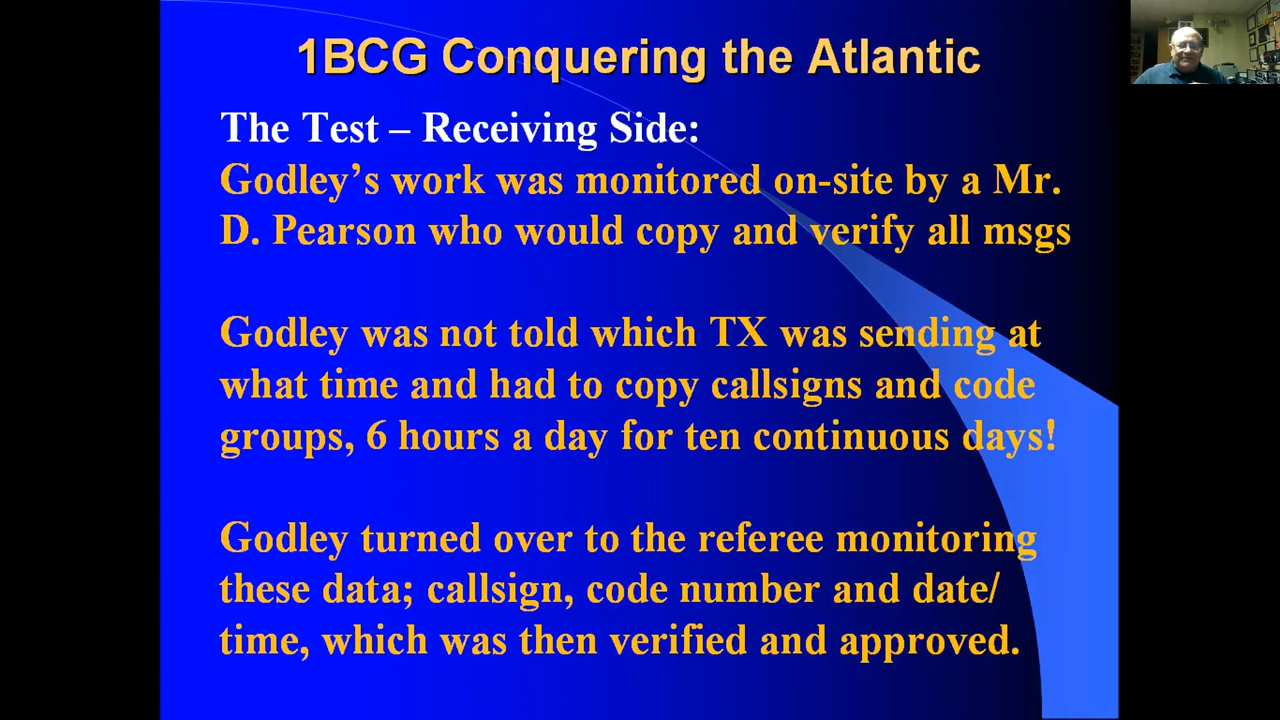 1BCG Conquering the Atlantic
The Test – Receiving Side:
Godley’s work was monitored on-site by a Mr.
D. Pearson who would copy and verify all msgs
Godley was not told which TX was sending at
what time and had to copy callsigns and code
groups, 6 hours a day for ten continuous days!
Godley turned over to the referee monitoring
these data; callsign, code number and date/
time, which was then verified and approved.